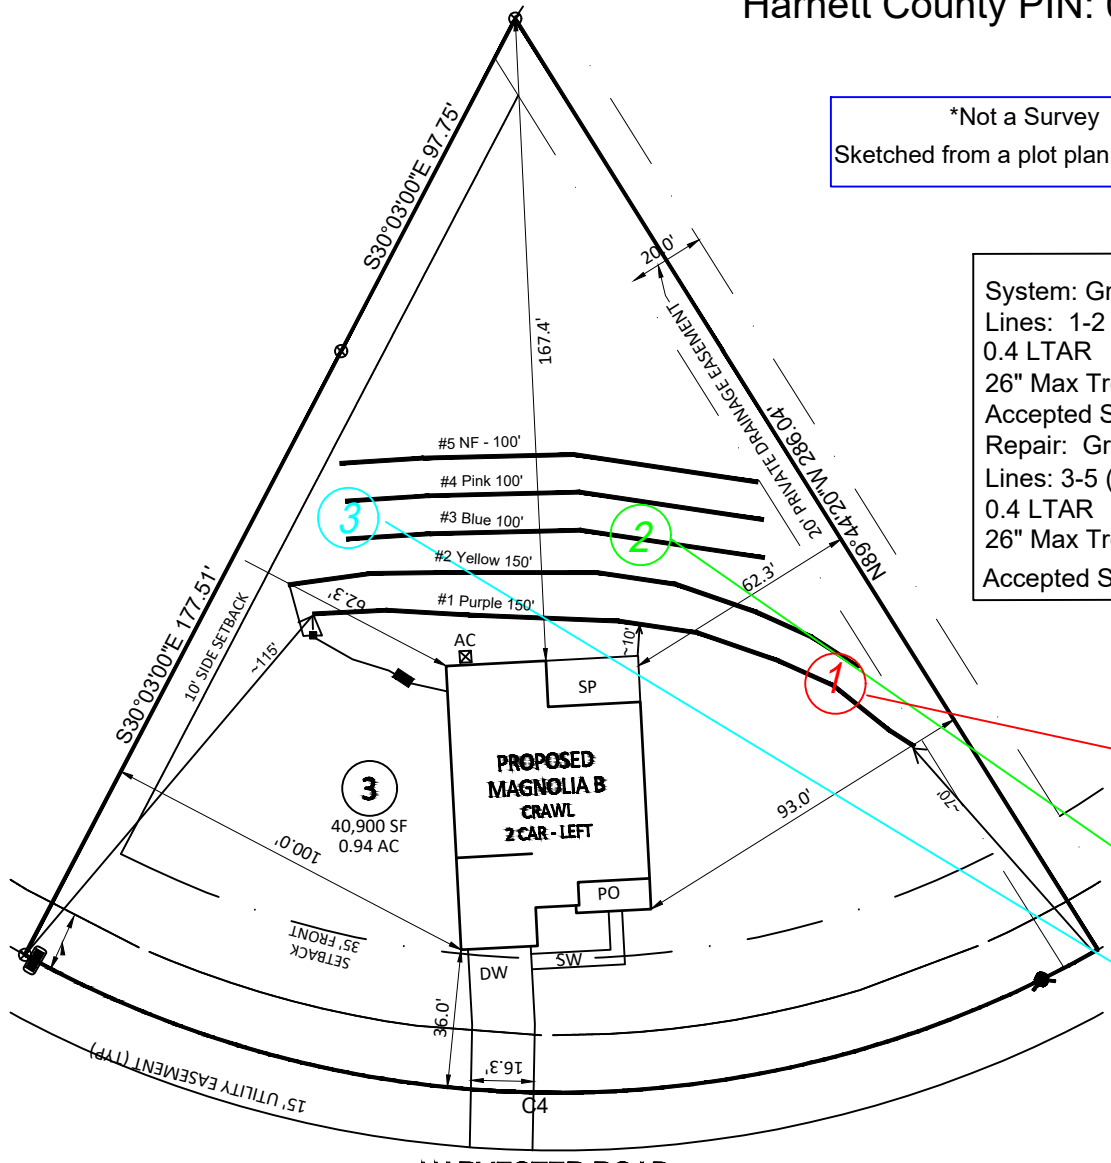 Harnett County PIN:
*Not a Survey
Sketched from a plot plan
S30°03'00"E 97.75'
20.0'
167.4'
20' PRIVATE DRAINAGE EASEMENT
N89°44'20"W 286.04'
System:
Lines: 1-2
0.4 LTAR
26" Max
Accepted
Repair:
Lines: 3-5
0.4 LTAR
26" Max
Accepted
#5 NF - 100'
#4 Pink 100'
#3 Blue 100'
#2 Yellow 150'
#1 Purple 150'
3
2
1
62.3'
62.3'
~10'
S30°03'00"E 177.51'
10' SIDE SETBACK
~115'
AC
SP
PROPOSED
MAGNOLIA B
CRAWL
2 CAR - LEFT
3
40,900 SF
0.94 AC
93.0'
~70'
100.0'
PO
35' FRONT
SETBACK
DW
SW
36.0'
16.3'
15' UTILITY EASEMENT (TYP)
C4